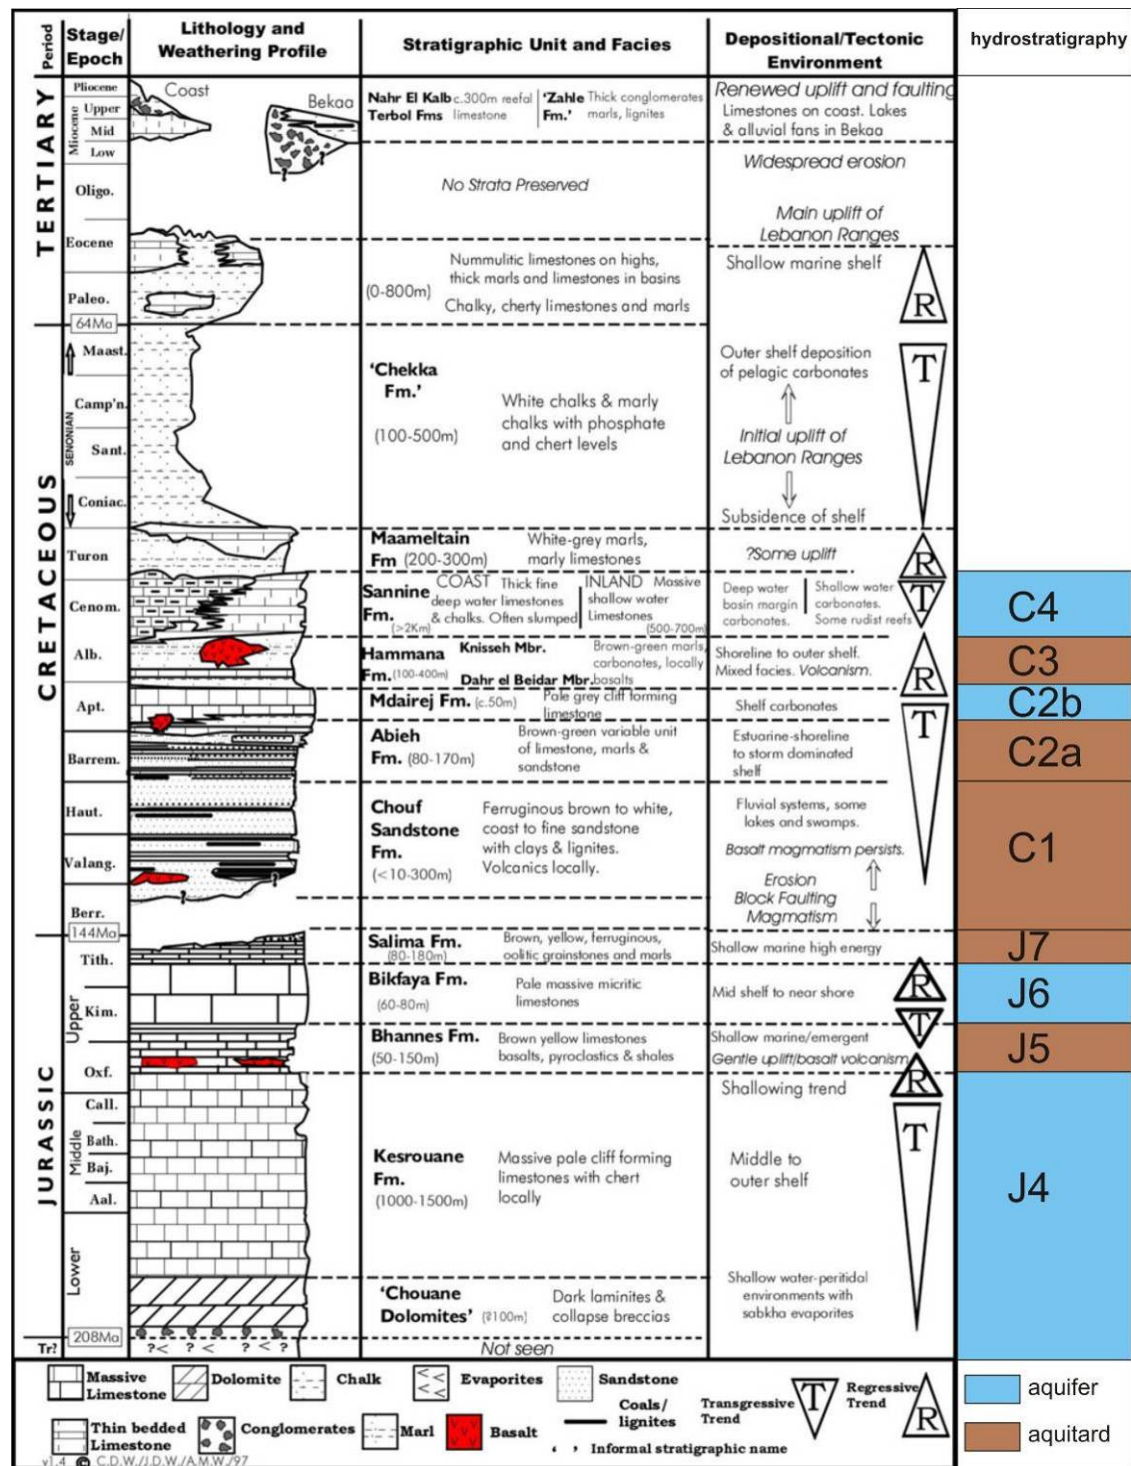 Period
Stage/
Epoch
Lithology and
Weathering Profile
Stratigraphic Unit and Facies
Depositional/Tectonic
Environment
hydrostratigraphy
TERTIARY
Pliocene
Miocene
Upper
Mid
Low
Oligo.
Eocene
Paleo.
64Ma
Coast
Bekaa
?
Nahr El Kalb c.300m reefal
Terbol Fms limestone
'Zahle Thick conglomerates
Fm.' marls, lignites
Renewed uplift and faulting
Limestones on coast. Lakes
& alluvial fans in Bekaa
No Strata Preserved
Widespread erosion
Main uplift of
Lebanon Ranges
(0-800m)
Nummulitic limestones on highs,
thick marls and limestones in basins
Chalky, cherty limestones and marls
Shallow marine shelf
R
CRETACEOUS
SENONIAN
Maast.
Camp'n.
Sant.
Coniac.
'Chekka
Fm.'
(100-500m)
White chalks & marly
chalks with phosphate
and chert levels
Outer shelf deposition
of pelagic carbonates
Initial uplift of
Lebanon Ranges
Subsidence of shelf
T
Turon
Maameltain
Fm (200-300m)
White-grey marls,
marly limestones
?Some uplift
R
Cenom.
Sannine
Fm.
(>2Km)
COAST Thick fine
deep water limestones
& chalks. Often slumped
INLAND Massive
shallow water
Limestones
(500-700m)
Deep water
basin margin
carbonates.
Shallow water
carbonates.
Some rudist reefs
T
C4
Alb.
Hammana
Fm. (100-400m)
Knisseh Mbr.
Dahr el Beidar Mbr.
Brown-green marls,
carbonates, locally
basalts
Shoreline to outer shelf.
Mixed facies. Volcanism.
R
C3
Apt.
Mdairej Fm. (c.50m)
Pale grey cliff forming
limestone
Shelf carbonates
T
C2b
Barrem.
Abieh
Fm. (80-170m)
Brown-green variable unit
of limestone, marls &
sandstone
Estuarine-shoreline
to storm dominated
shelf
C2a
Haut.
Valang.
Berr.
144Ma
?
?
Chouf
Sandstone
Fm.
(<10-300m)
Ferruginous brown to white,
coast to fine sandstone
with clays & lignites.
Volcanics locally.
Fluvial systems, some
lakes and swamps.
Basalt magmatism persists.
Erosion
Block Faulting
Magmatism
C1
JURASSIC
Upper
Tith.
Kim.
Oxf.
Salima Fm.
(80-180m)
Brown, yellow, ferruginous,
oolitic grainstones and marls
Shallow marine high energy
J7
Bikfaya Fm.
(60-80m)
Pale massive micritic
limestones
Mid shelf to near shore
R
J6
Bhannes Fm.
(50-150m)
Brown yellow limestones
basalts, pyroclastics & shales
Shallow marine/emergent
Gentle uplift/basalt volcanism
T
J5
Middle
Call.
Bath.
Baj.
Aal.
Lower
Kesrouane
Fm.
(1000-1500m)
Massive pale cliff forming
limestones with chert
locally
Shallowing trend
R
Middle to
outer shelf
T
J4
'Chouane
Dolomites' (?100m)
Dark laminites &
collapse breccias
Shallow water-peritidal
environments with
sabkha evaporites
208Ma
Tr?
?< ? < ? < ?
Not seen
Massive
Limestone
Dolomite
Chalk
Evaporites
Sandstone
Thin bedded
Limestone
Conglomerates
Marl
Basalt
Coals/
lignites
Transgressive
Trend
T
Regressive
Trend
R
' ' Informal stratigraphic name
v1.4 © C.D.W./J.D.W./A.M.W./97
aquifer
aquitard